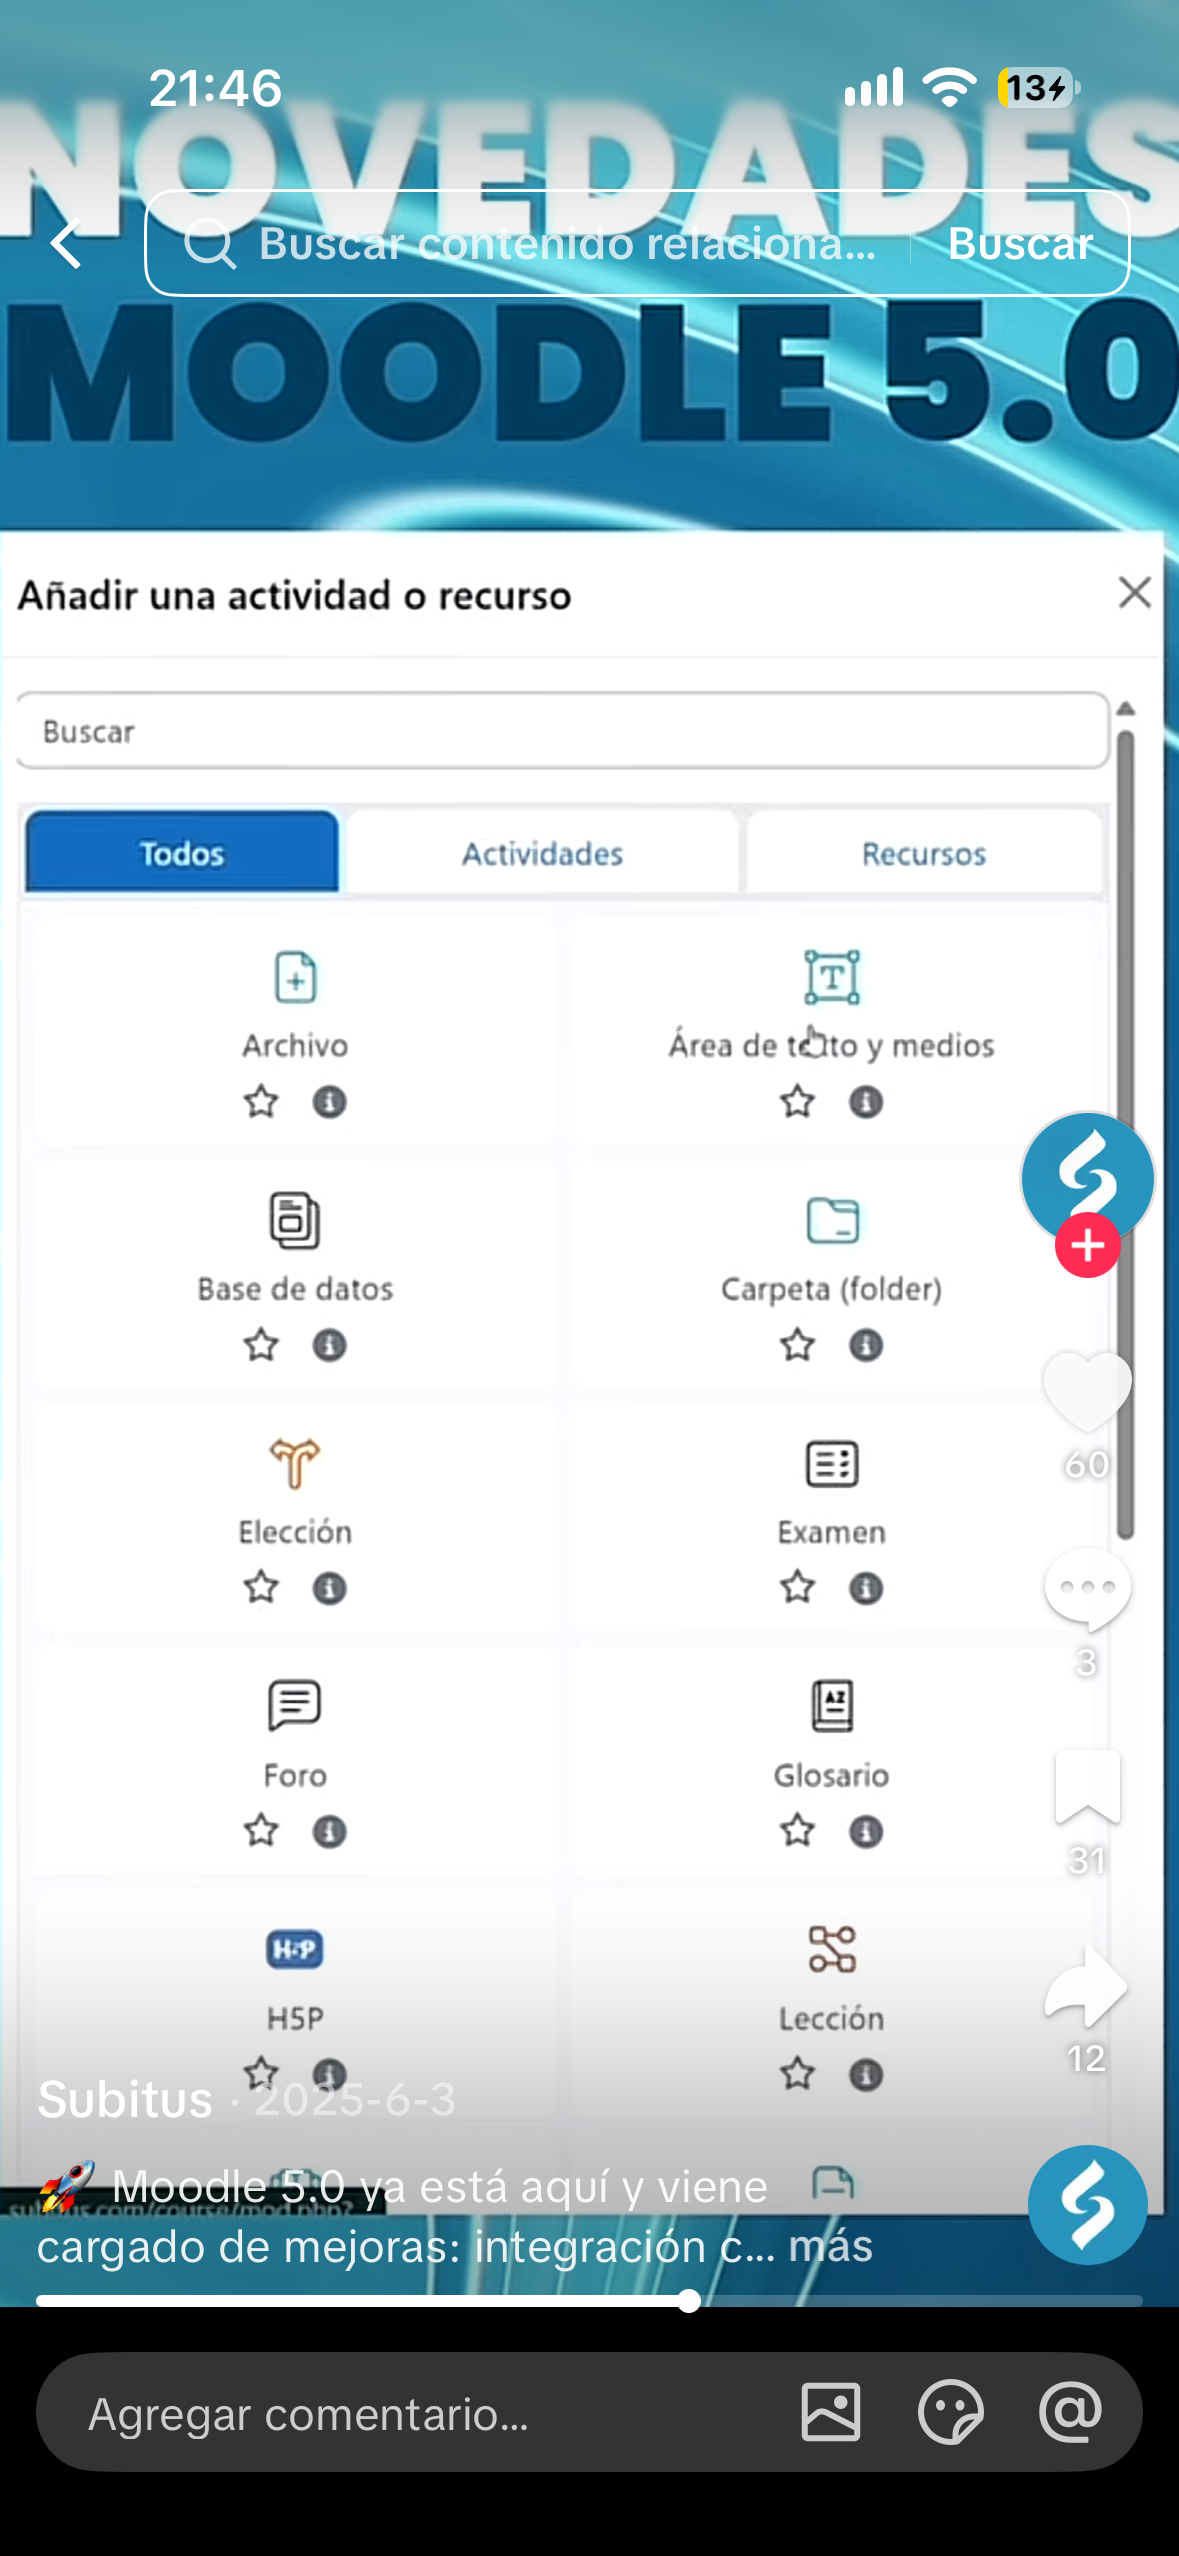 21:46
13
NOVEDADES
Buscar contenido relaciona...
Buscar
MOODLE 5.0
Añadir una actividad o recurso
Buscar
Todos
Actividades
Recursos
Archivo
Área de texto y medios
Base de datos
Carpeta (folder)
Elección
Examen
60
Foro
Glosario
3
31
H5P
H5P
Lección
12
Subitus · 2025-6-3
🚀 Moodle 5.0 ya está aquí y viene
cargado de mejoras: integración c... más
Agregar comentario...